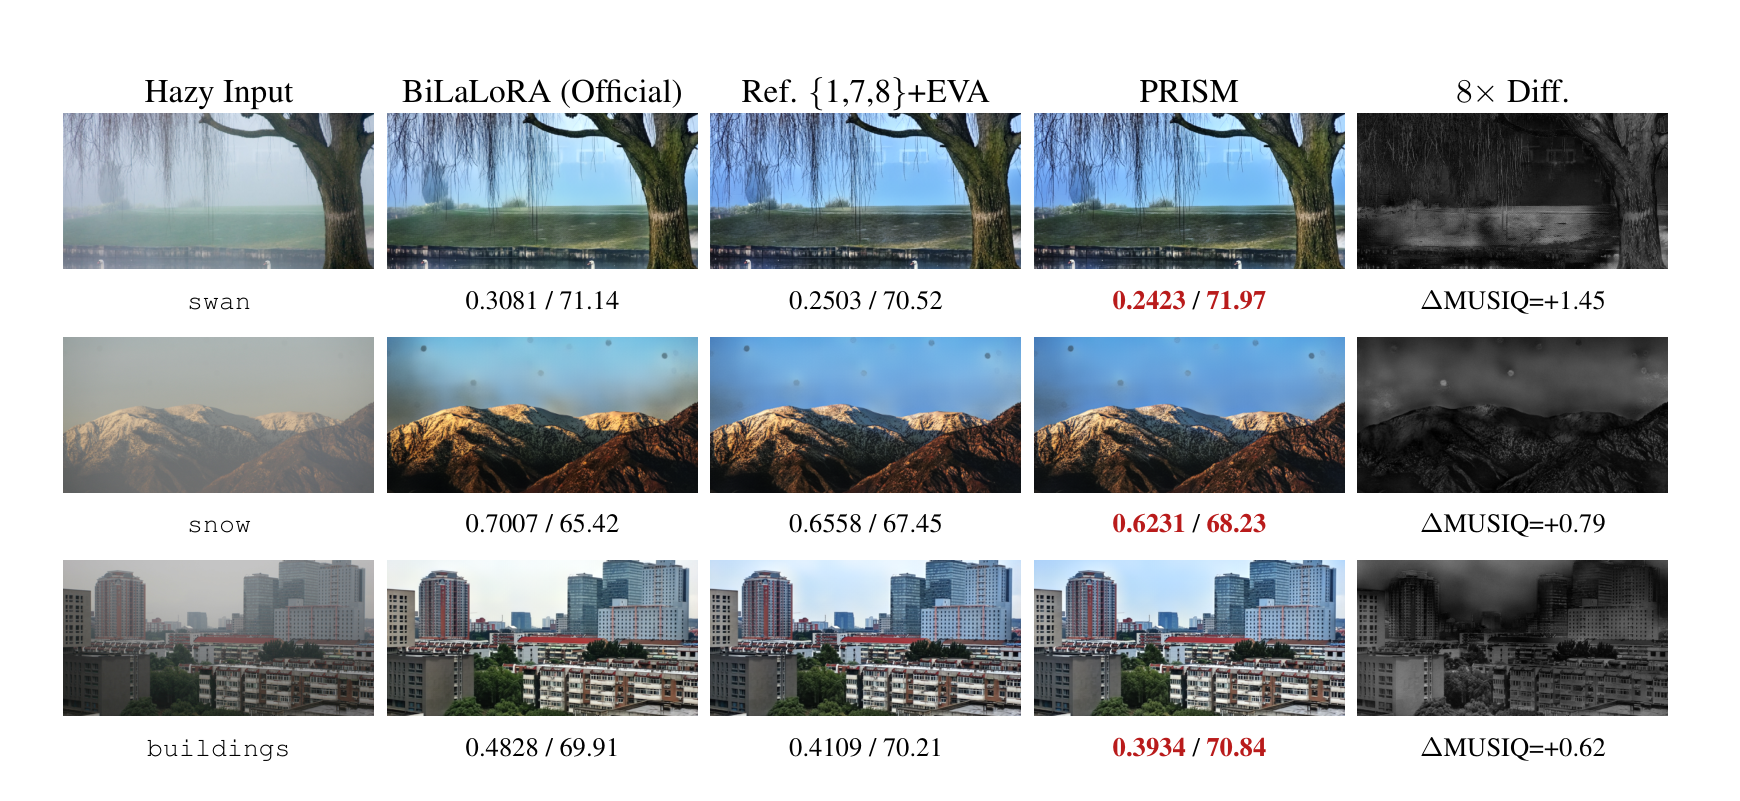 Hazy Input BiLaLoRA (Official) Ref. {1,7,8}+EVA PRISM 8× Diff.
swan 0.3081 / 71.14 0.2503 / 70.52 0.2423 / 71.97 ΔMUSIQ=+1.45
snow 0.7007 / 65.42 0.6558 / 67.45 0.6231 / 68.23 ΔMUSIQ=+0.79
buildings 0.4828 / 69.91 0.4109 / 70.21 0.3934 / 70.84 ΔMUSIQ=+0.62